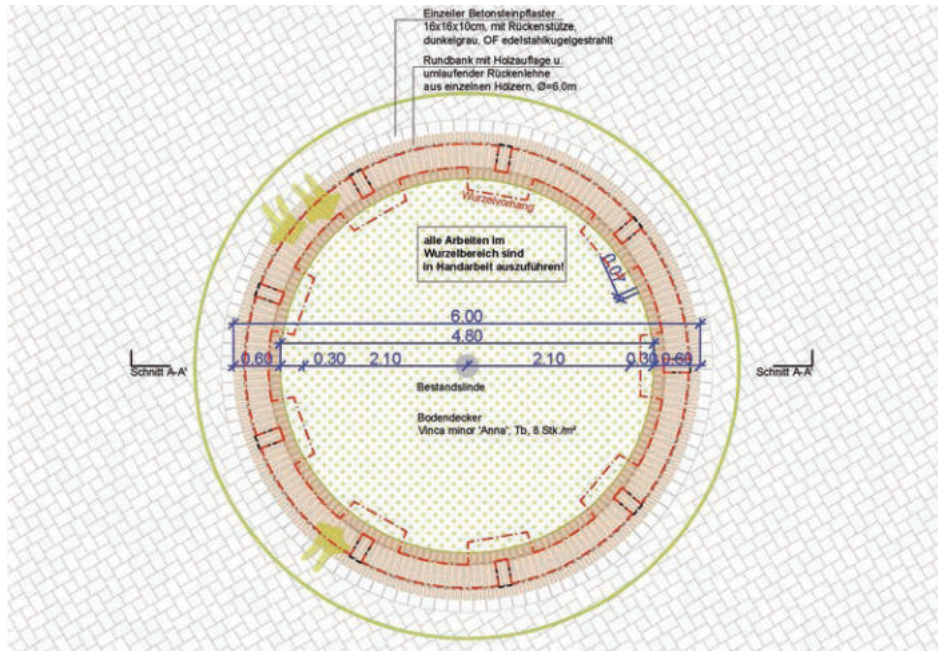 Einzeiler Betonsteinpflaster
16x16x10cm, mit Rückenstütze,
dunkelgrau, OF edelstahlkugelgestrahlt
Rundbank mit Holzauflage u.
umlaufender Rückenlehne
aus einzelnen Hölzern, Ø=6,0m
Wurzelvorhang
alle Arbeiten im
Wurzelbereich sind
in Handarbeit auszuführen!
0.07
6.00
4.80
0.60 0.30 2.10 2.10 0.30 0.60
Schnitt A-A' Schnitt A-A'
Bestandslinde
Bodendecker
Vinca minor 'Anna', Tb, 8 Stk./m²